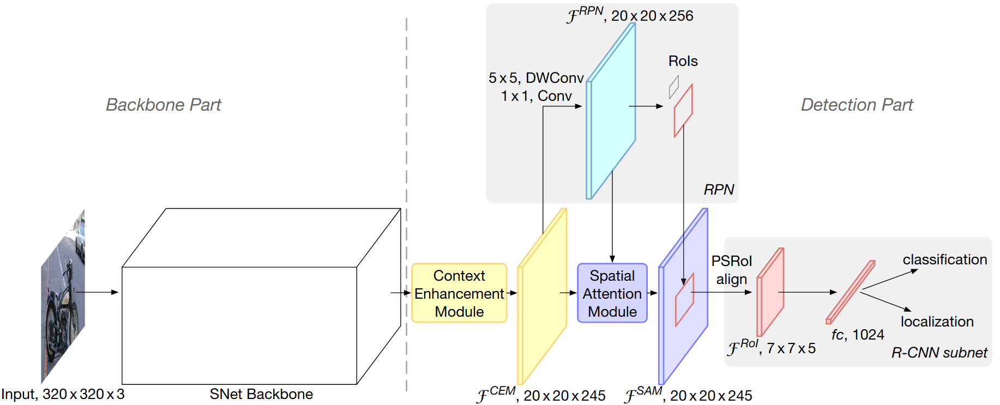 ℱ^RPN, 20 x 20 x 256
RoIs
5 x 5, DWConv
1 x 1, Conv
Backbone Part
Detection Part
RPN
Context
Enhancement
Module
Spatial
Attention
Module
PSRoI
align
classification
localization
fc, 1024
ℱ^RoI, 7 x 7 x 5
R-CNN subnet
Input, 320 x 320 x 3
SNet Backbone
ℱ^CEM, 20 x 20 x 245
ℱ^SAM, 20 x 20 x 245